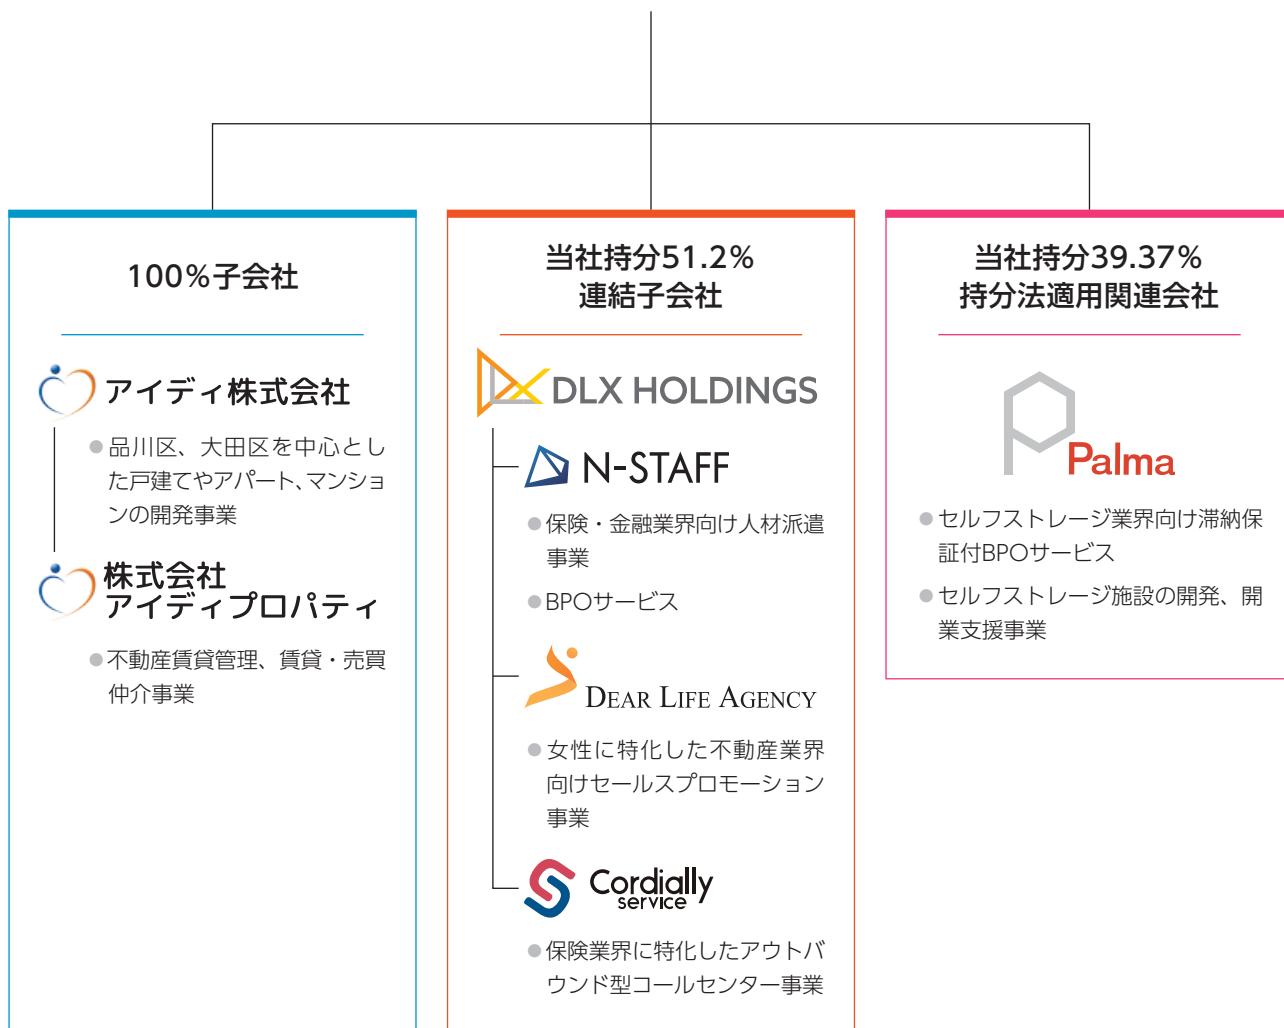 100%子会社
アイディ株式会社
●品川区、大田区を中心とし
た戸建てやアパート、マンショ
ンの開発事業
株式会社
アイディプロパティ
●不動産賃貸管理、賃貸・売買
仲介事業
当社持分51.2%
連結子会社
DLX HOLDINGS
N-STAFF
●保険・金融業界向け人材派遣
事業
●BPOサービス
DEAR LIFE AGENCY
●女性に特化した不動産業界
向けセールスプロモーション
事業
Cordially
service
●保険業界に特化したアウトバ
ウンド型コールセンター事業
当社持分39.37%
持分法適用関連会社
Palma
●セルフストレージ業界向け滞納保
証付BPOサービス
●セルフストレージ施設の開発、開
業支援事業